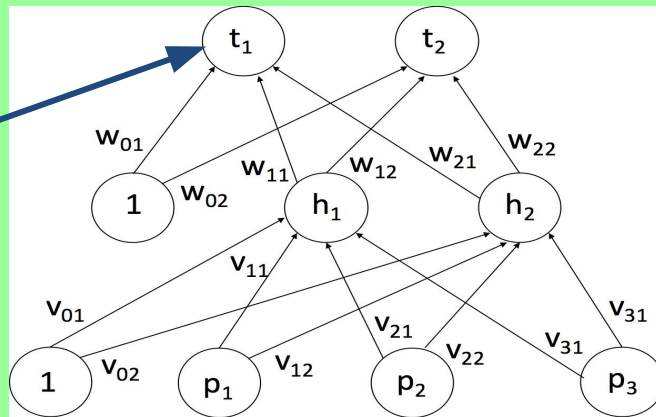 t₁ t₂
w₀₁ w₀₂ w₁₁ w₁₂ w₂₁ w₂₂
1 h₁ h₂
v₀₁ v₀₂ v₁₁ v₁₂ v₂₁ v₂₂ v₃₁ v₃₁
1 p₁ p₂ p₃